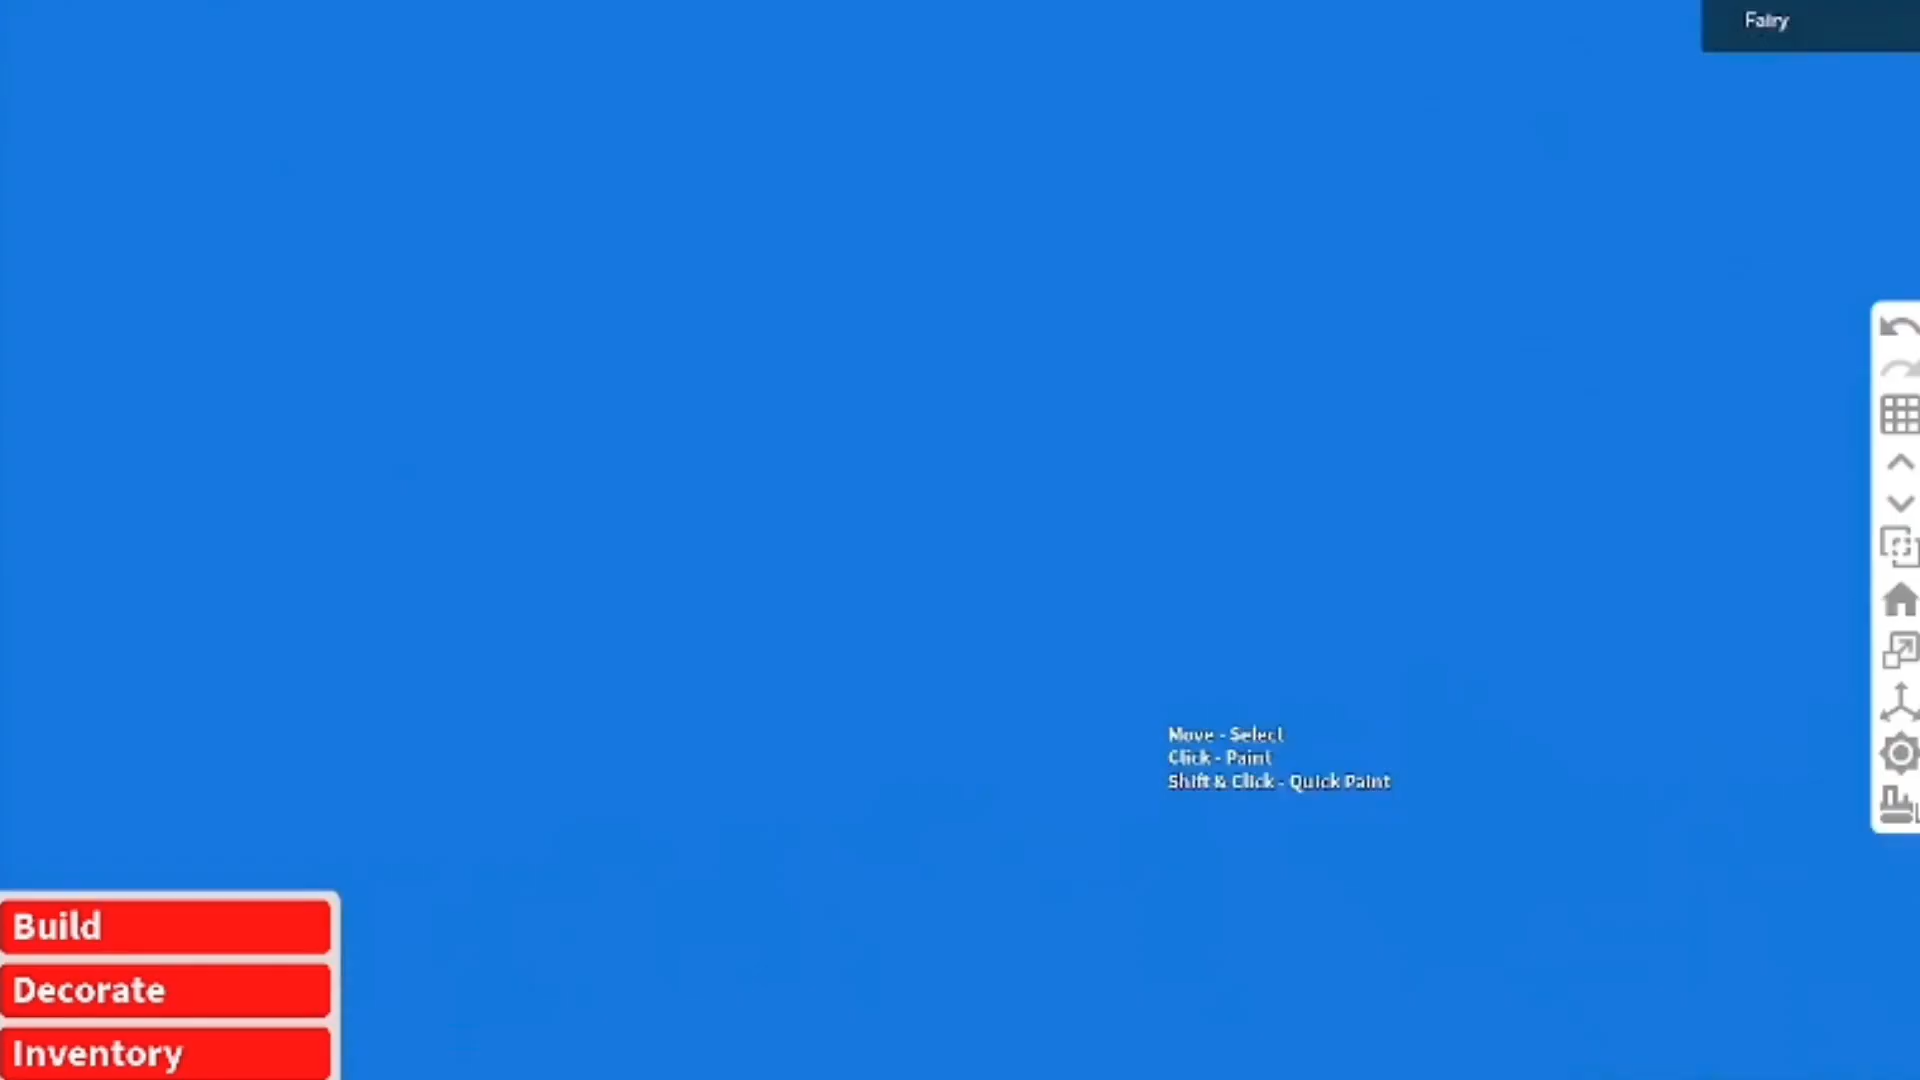 Fairy
Move - Select
Click - Paint
Shift & Click - Quick Paint
Build
Decorate
Inventory